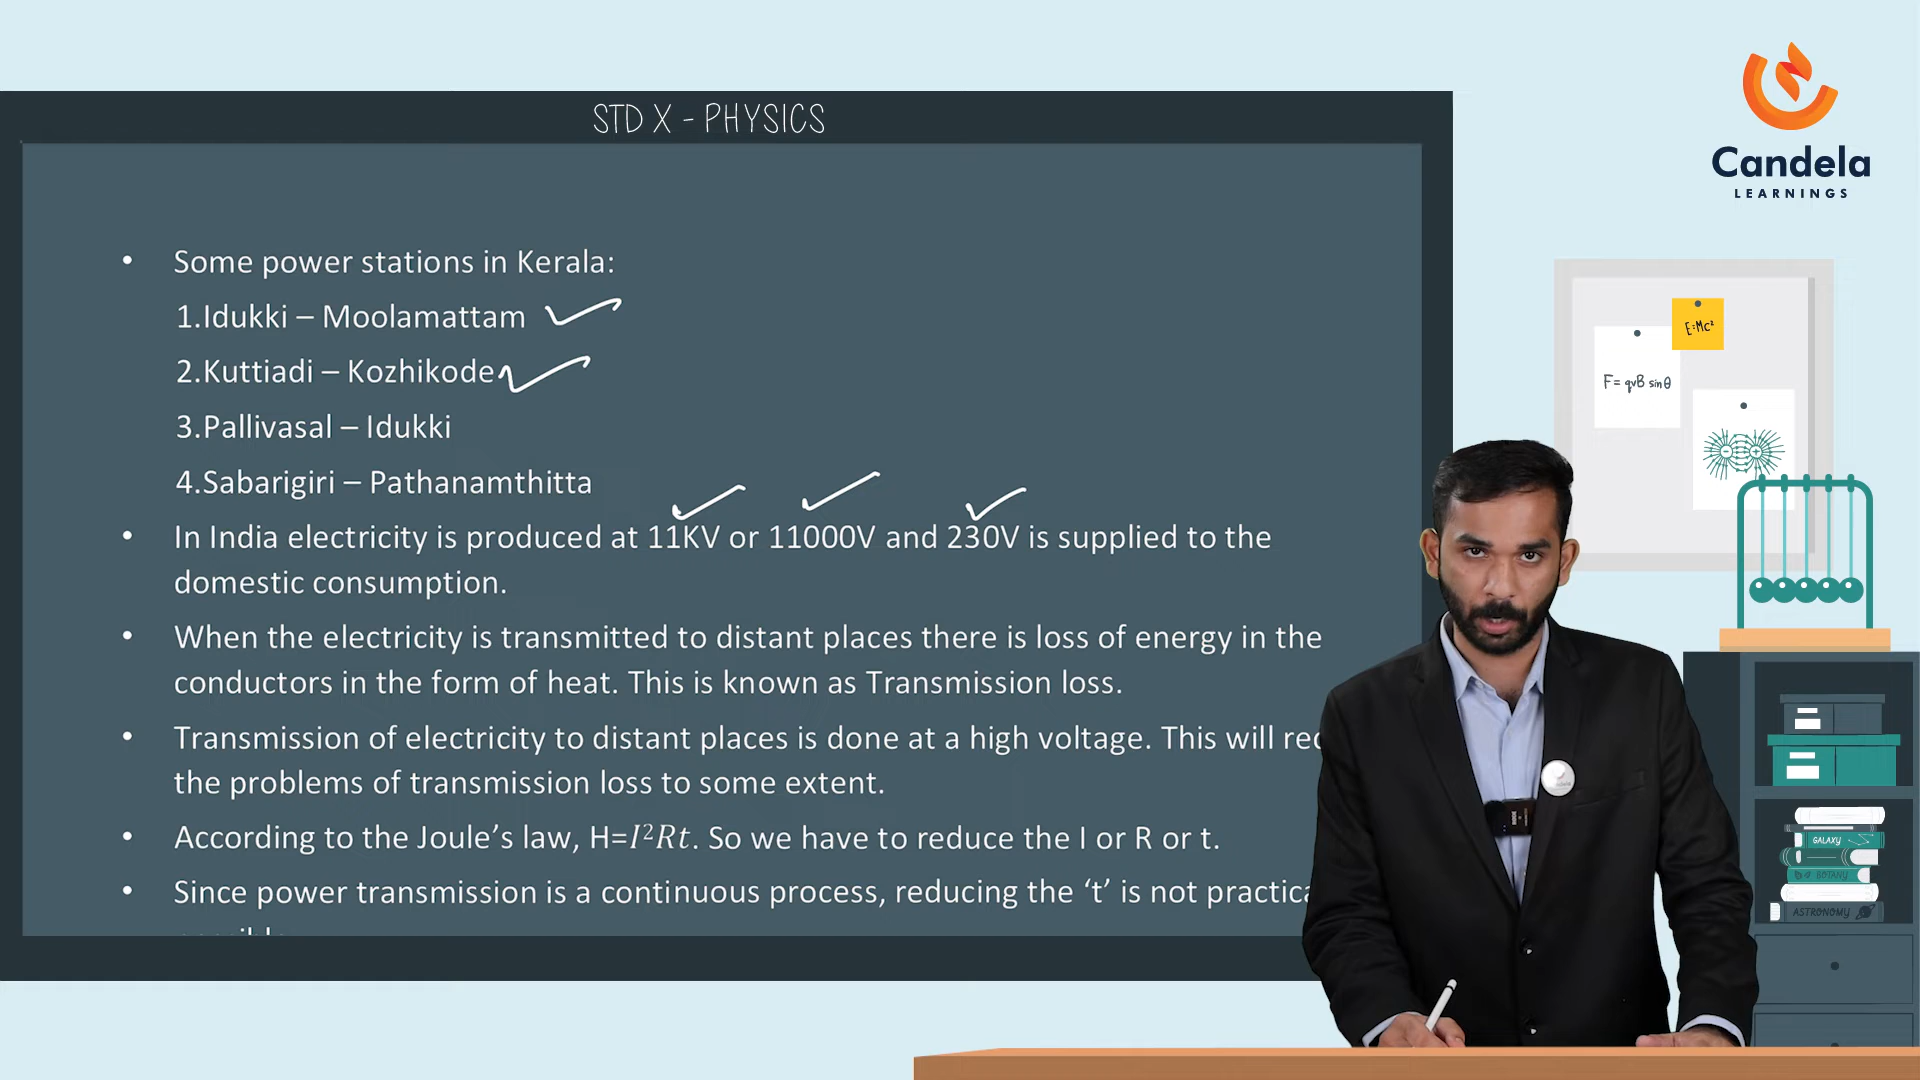 STD X - PHYSICS
Candela
LEARNINGS
• Some power stations in Kerala:
1.Idukki – Moolamattam
2.Kuttiadi – Kozhikode
3.Pallivasal – Idukki
4.Sabarigiri – Pathanamthitta
• In India electricity is produced at 11KV or 11000V and 230V is supplied to the
domestic consumption.
• When the electricity is transmitted to distant places there is loss of energy in the
conductors in the form of heat. This is known as Transmission loss.
• Transmission of electricity to distant places is done at a high voltage. This will
the problems of transmission loss to some extent.
• According to the Joule’s law, H=I²Rt. So we have to reduce the I or R or t.
• Since power transmission is a continuous process, reducing the ‘t’ is not
E=Mc²
F= qvB sinθ
GALAXY
BOTANY
ASTRONOMY